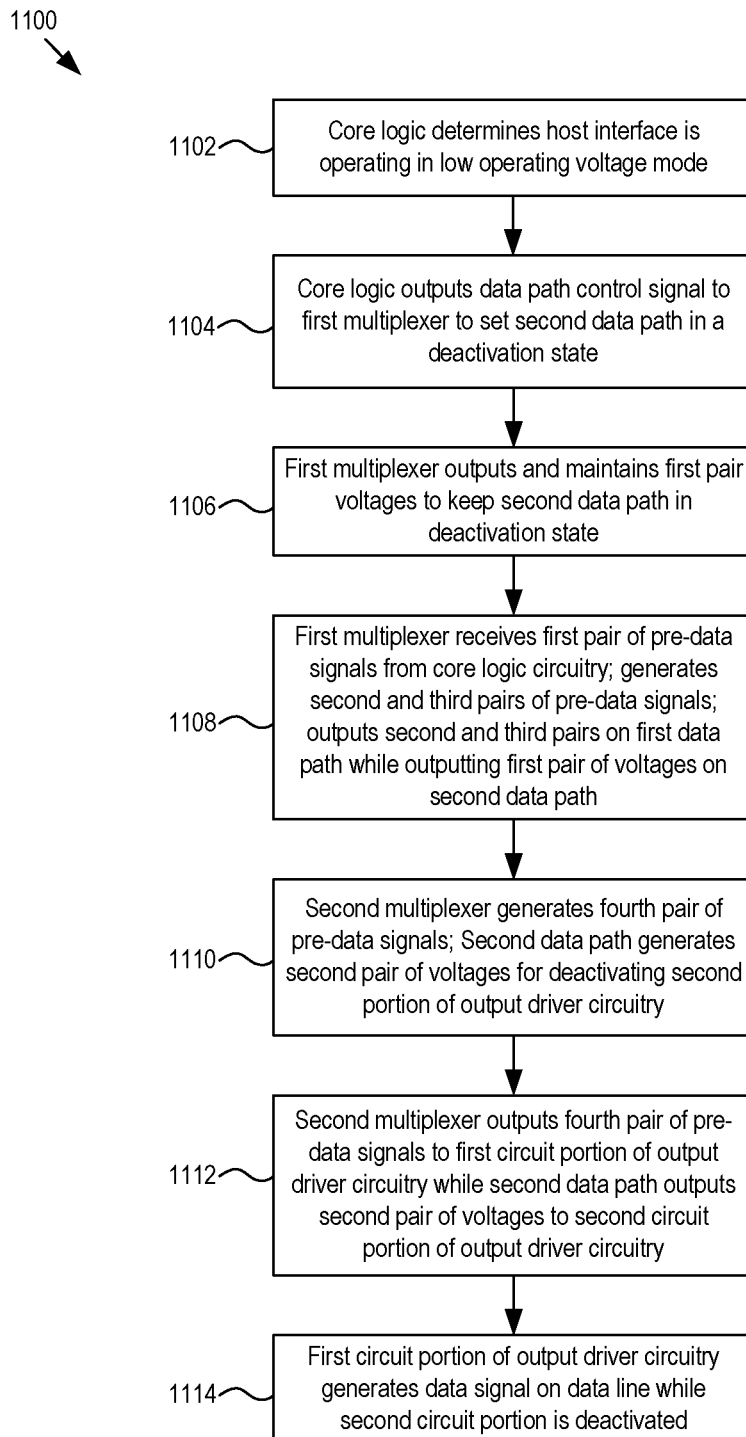 1100
1102
Core logic determines host interface is
operating in low operating voltage mode
1104
Core logic outputs data path control signal to
first multiplexer to set second data path in a
deactivation state
1106
First multiplexer outputs and maintains first pair
voltages to keep second data path in
deactivation state
1108
First multiplexer receives first pair of pre-data
signals from core logic circuitry; generates
second and third pairs of pre-data signals;
outputs second and third pairs on first data
path while outputting first pair of voltages on
second data path
1110
Second multiplexer generates fourth pair of
pre-data signals; Second data path generates
second pair of voltages for deactivating second
portion of output driver circuitry
1112
Second multiplexer outputs fourth pair of pre-
data signals to first circuit portion of output
driver circuitry while second data path outputs
second pair of voltages to second circuit
portion of output driver circuitry
1114
First circuit portion of output driver circuitry
generates data signal on data line while
second circuit portion is deactivated